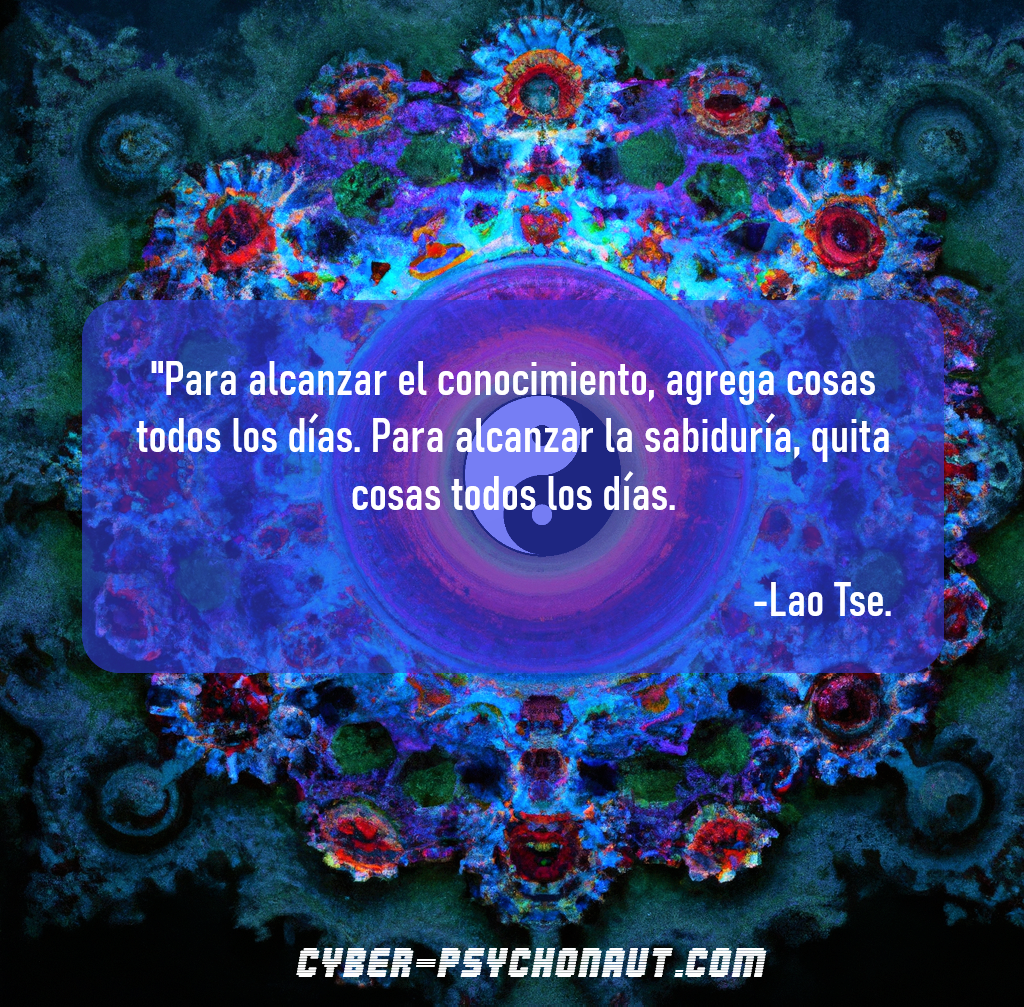 "Para alcanzar el conocimiento, agrega cosas
todos los días. Para alcanzar la sabiduría, quita
cosas todos los días.
-Lao Tse.
CYBER-PSYCHONAUT.COM